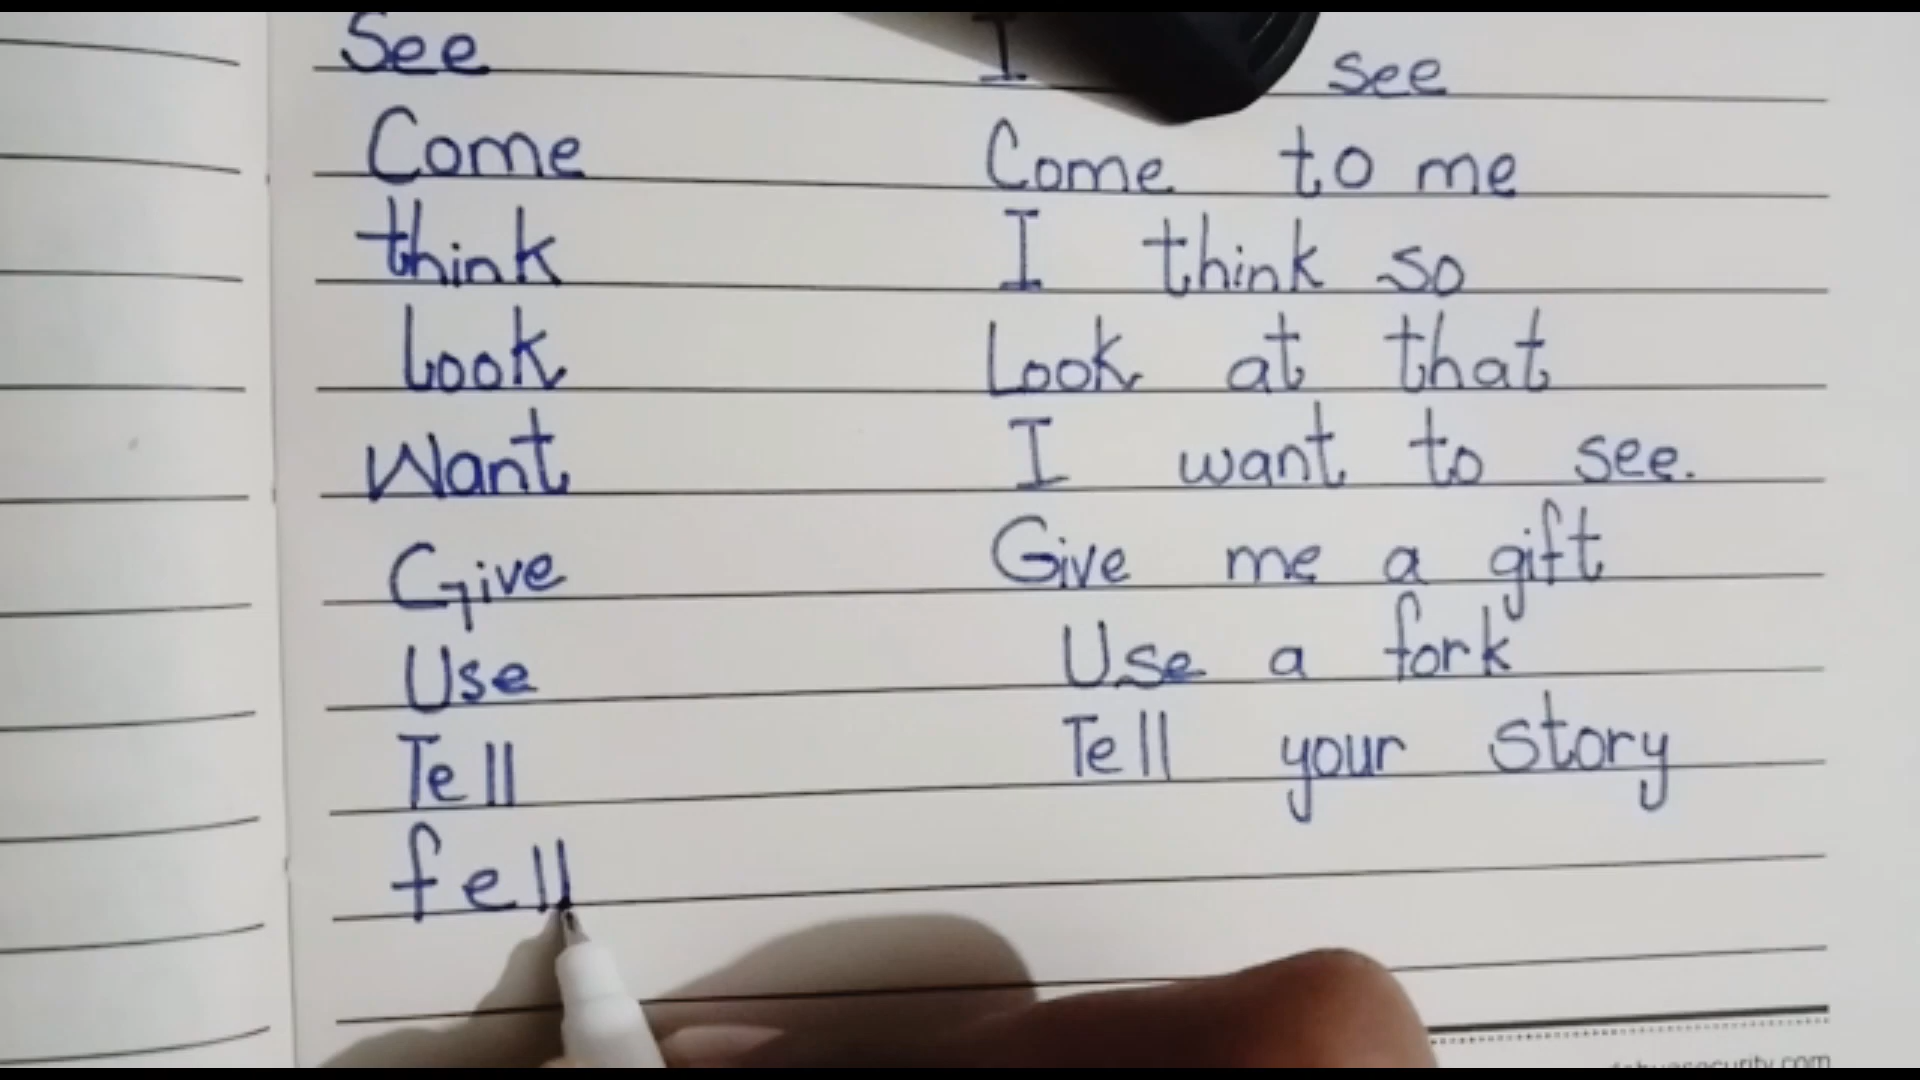 See I see
Come Come to me
think I think so
Look Look at that
Want I want to see.
Give Give me a gift
Use Use a fork
Tell Tell your story
fell